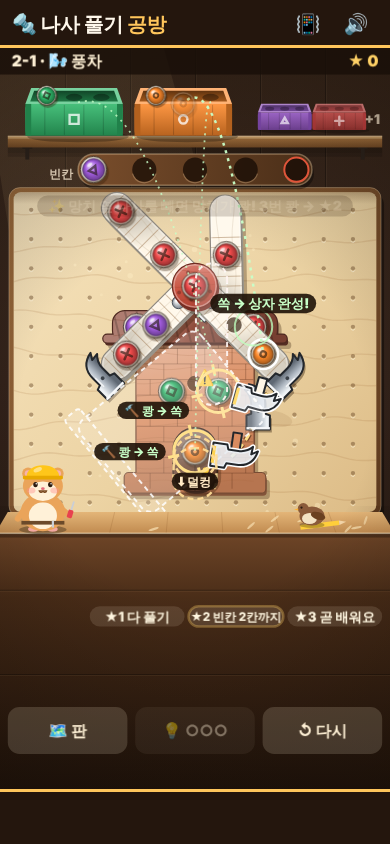 나사 풀기 공방
2-1 · 풍차
★ 0
+1
빈칸
쏙 → 상자 완성!
쾅 → 쏙
쾅 → 쏙
⬇덜컹
★1 다 풀기
★2 빈칸 2칸까지
★3 곧 배워요
판
다시